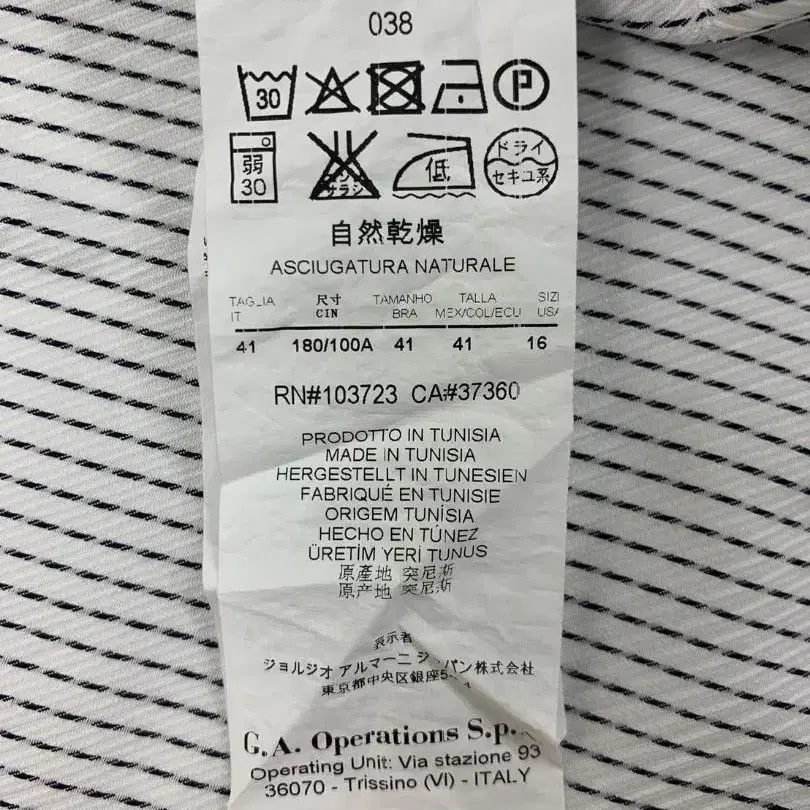 038
30 P
弱 低 ドライ
30 サラシ セキユ系
自然乾燥
ASCIUGATURA NATURALE
尺寸 TAMANHO TALLA
IT CIN BRA MEX/COL/ECU
41 180/100A 41 41 16
RN#103723 CA#37360
PRODOTTO IN TUNISIA
MADE IN TUNISIA
HERGESTELLT IN TUNESIEN
FABRIQUÉ EN TUNISIE
ORIGEM TUNÍSIA
HECHO EN TÚNEZ
ÜRETİM YERİ TUNUS
原產地 突尼斯
原产地 突尼斯
表示者
ジョルジオ アルマーニ 株式会社
東京都中央区銀座
G.A. Operations S.p.
Operating Unit: Via stazione 93
36070 - Trissino (VI) - ITALY